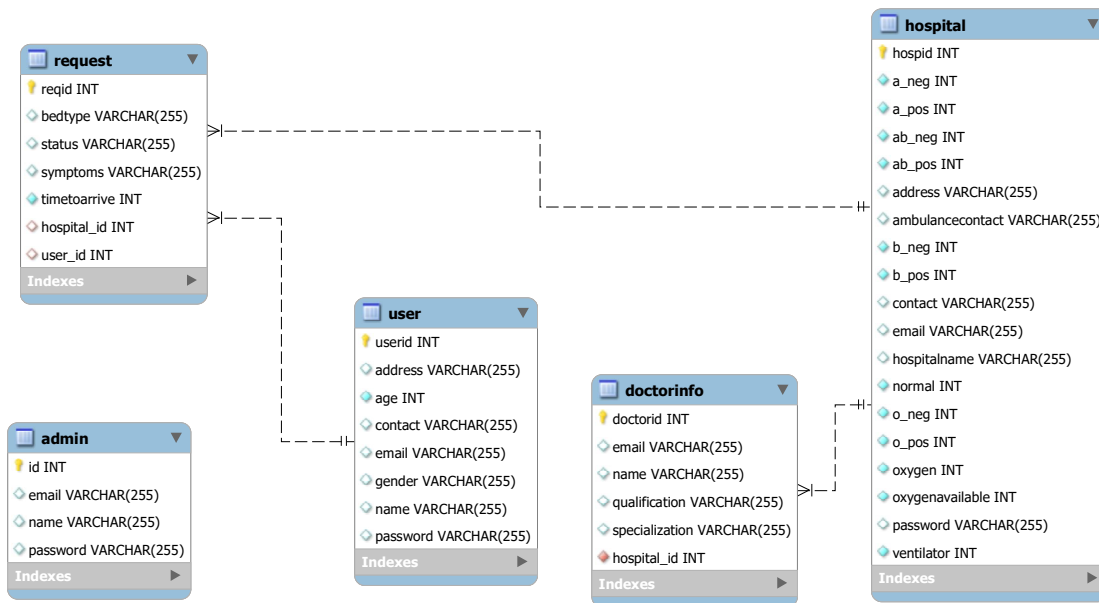 request
reqid INT
bedtype VARCHAR(255)
status VARCHAR(255)
symptoms VARCHAR(255)
timetoarrive INT
hospital_id INT
user_id INT
Indexes
admin
id INT
email VARCHAR(255)
name VARCHAR(255)
password VARCHAR(255)
Indexes
user
userid INT
address VARCHAR(255)
age INT
contact VARCHAR(255)
email VARCHAR(255)
gender VARCHAR(255)
name VARCHAR(255)
password VARCHAR(255)
Indexes
doctorinfo
doctorid INT
email VARCHAR(255)
name VARCHAR(255)
qualification VARCHAR(255)
specialization VARCHAR(255)
hospital_id INT
Indexes
hospital
hospid INT
a_neg INT
a_pos INT
ab_neg INT
ab_pos INT
address VARCHAR(255)
ambulancecontact VARCHAR(255)
b_neg INT
b_pos INT
contact VARCHAR(255)
email VARCHAR(255)
hospitalname VARCHAR(255)
normal INT
o_neg INT
o_pos INT
oxygen INT
oxygenavailable INT
password VARCHAR(255)
ventilator INT
Indexes